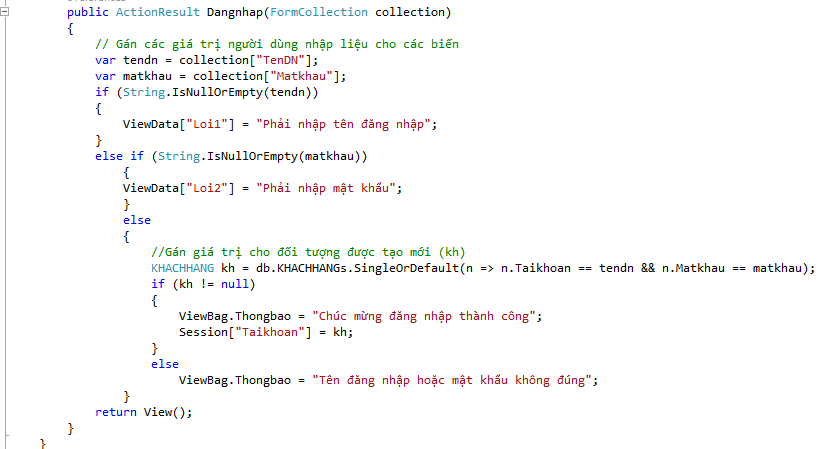 public ActionResult Dangnhap(FormCollection collection)
{
// Gán các giá trị người dùng nhập liệu cho các biến
var tendn = collection["TenDN"];
var matkhau = collection["Matkhau"];
if (String.IsNullOrEmpty(tendn))
{
ViewData["Loi1"] = "Phải nhập tên đăng nhập";
}
else if (String.IsNullOrEmpty(matkhau))
{
ViewData["Loi2"] = "Phải nhập mật khẩu";
}
else
{
//Gán giá trị cho đối tượng được tạo mới (kh)
KHACHHANG kh = db.KHACHHANGs.SingleOrDefault(n => n.Taikhoan == tendn && n.Matkhau == matkhau);
if (kh != null)
{
ViewBag.Thongbao = "Chúc mừng đăng nhập thành công";
Session["Taikhoan"] = kh;
}
else
ViewBag.Thongbao = "Tên đăng nhập hoặc mật khẩu không đúng";
}
return View();
}
}